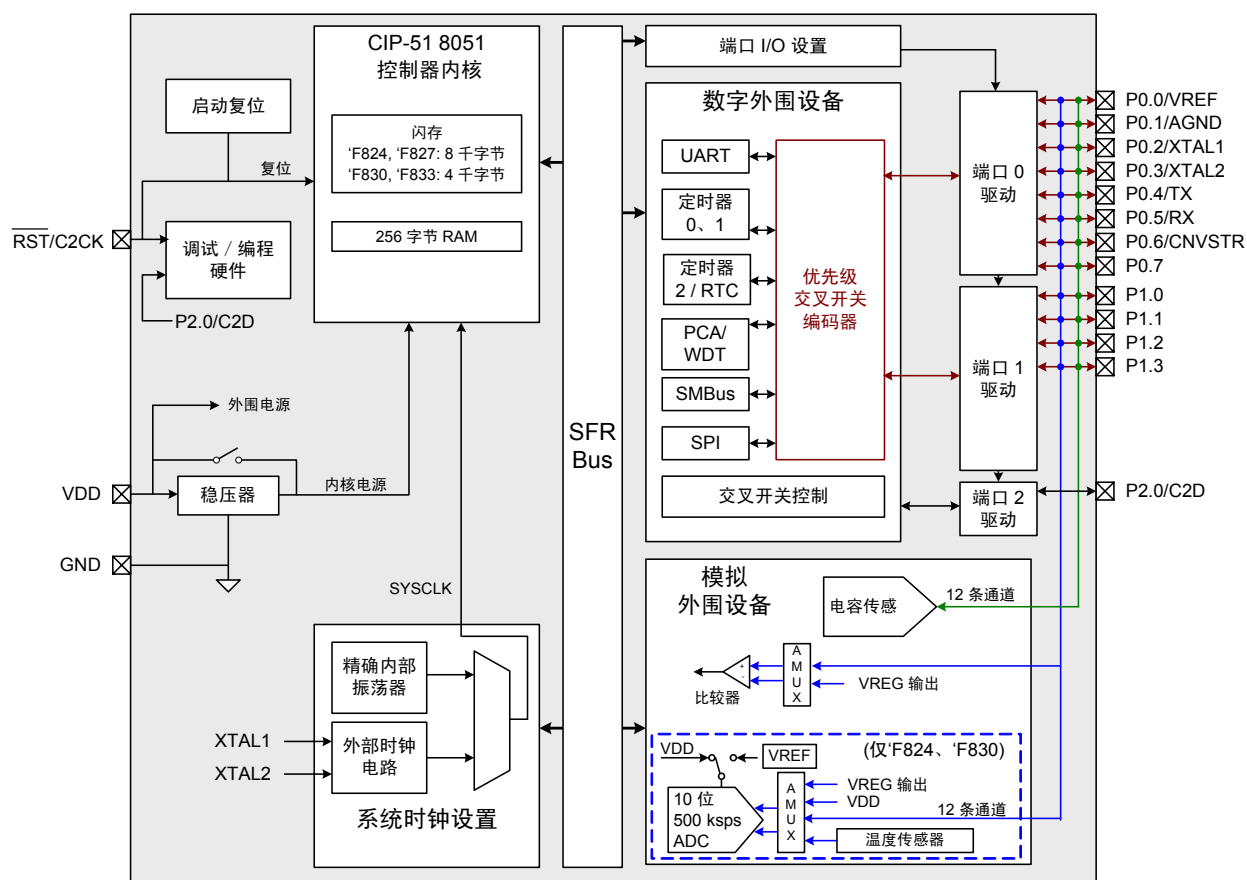 CIP-51 8051
控制器内核
闪存
‘F824, ‘F827: 8 千字节
‘F830, ‘F833: 4 千字节
256 字节 RAM
启动复位
复位
RST/C2CK
调试 / 编程
硬件
P2.0/C2D
外围电源
VDD
稳压器
内核电源
GND
SYSCLK
精确内部
振荡器
XTAL1
XTAL2
外部时钟
电路
系统时钟设置
SFR
Bus
端口 I/O 设置
数字外围设备
UART
定时器
0、1
定时器
2 / RTC
PCA/
WDT
SMBus
SPI
优先级
交叉开关
编码器
交叉开关控制
端口 0
驱动
端口 1
驱动
端口 2
驱动
P0.0/VREF
P0.1/AGND
P0.2/XTAL1
P0.3/XTAL2
P0.4/TX
P0.5/RX
P0.6/CNVSTR
P0.7
P1.0
P1.1
P1.2
P1.3
P2.0/C2D
模拟
外围设备
电容传感
12 条通道
+
-
比较器
A
M
U
X
VREG 输出
(仅‘F824、‘F830)
VDD
VREF
10 位
500 ksps
ADC
A
M
U
X
VREG 输出
VDD
12 条通道
温度传感器